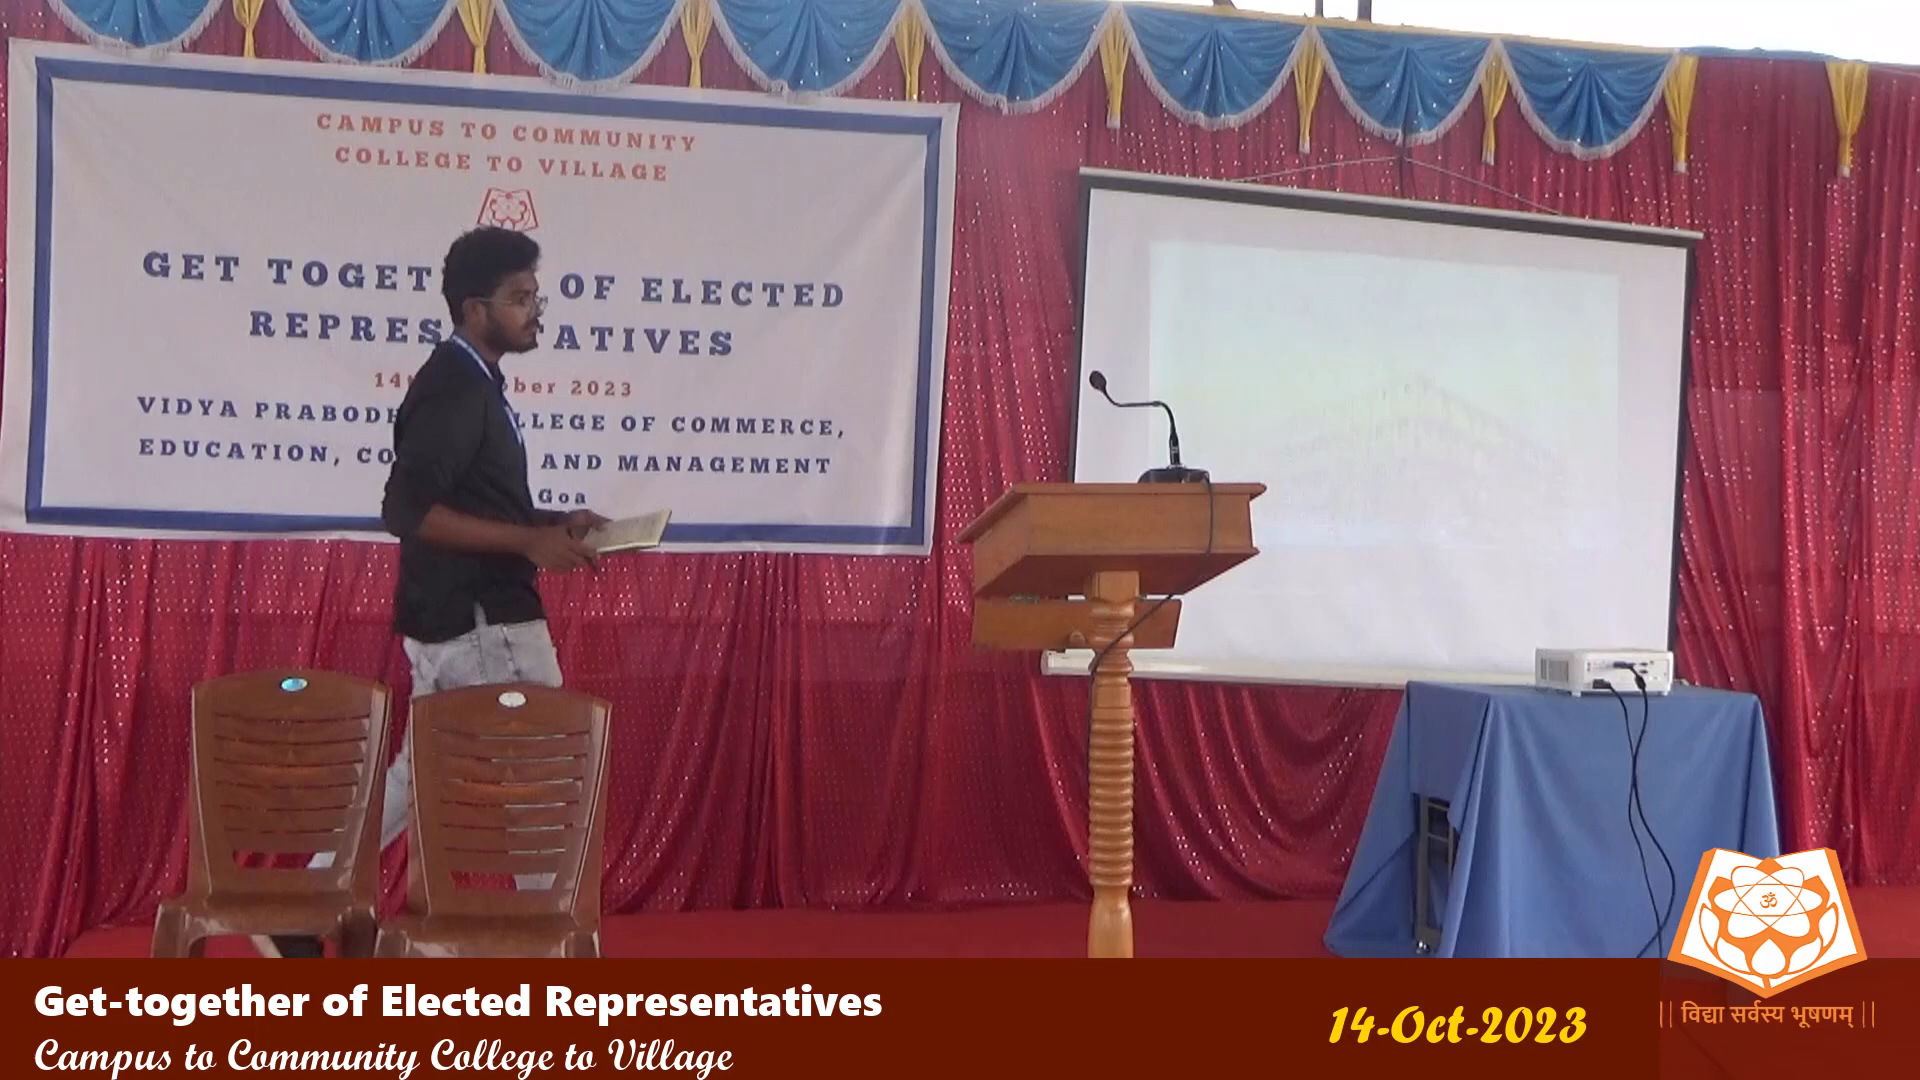 CAMPUS TO COMMUNITY
COLLEGE TO VILLAGE
GET TOGET OF ELECTED
REPRES TATIVES
14 ber 2023
VIDYA PRABODH LLEGE OF COMMERCE,
EDUCATION, CO AND MANAGEMENT
Goa
Get-together of Elected Representatives
Campus to Community College to Village
14-Oct-2023
ॐ
|| विद्या सर्वस्य भूषणम् ||